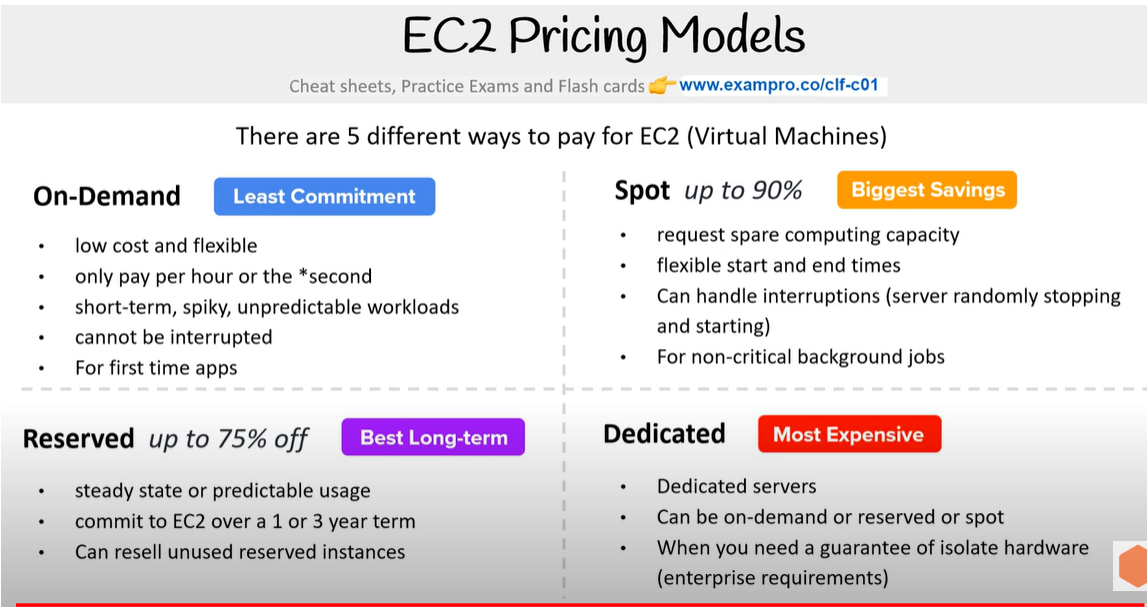 EC2 Pricing Models
Cheat sheets, Practice Exams and Flash cards 👉 www.exampro.co/clf-c01
There are 5 different ways to pay for EC2 (Virtual Machines)
On-Demand Least Commitment
• low cost and flexible
• only pay per hour or the *second
• short-term, spiky, unpredictable workloads
• cannot be interrupted
• For first time apps
Spot up to 90% Biggest Savings
• request spare computing capacity
• flexible start and end times
• Can handle interruptions (server randomly stopping
and starting)
• For non-critical background jobs
Reserved up to 75% off Best Long-term
• steady state or predictable usage
• commit to EC2 over a 1 or 3 year term
• Can resell unused reserved instances
Dedicated Most Expensive
• Dedicated servers
• Can be on-demand or reserved or spot
• When you need a guarantee of isolate hardware
(enterprise requirements)